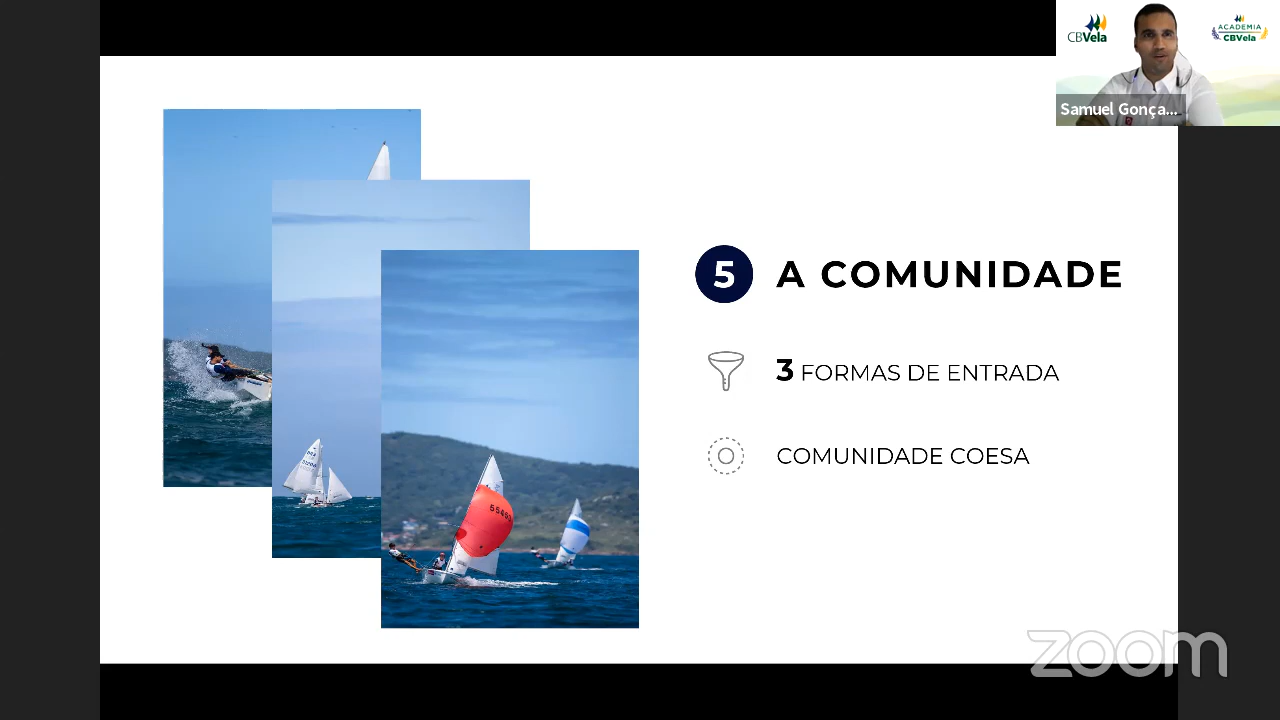 CBVela
ACADEMIA
CBVela
Samuel Gonça...
5 A COMUNIDADE
3 FORMAS DE ENTRADA
COMUNIDADE COESA
zoom